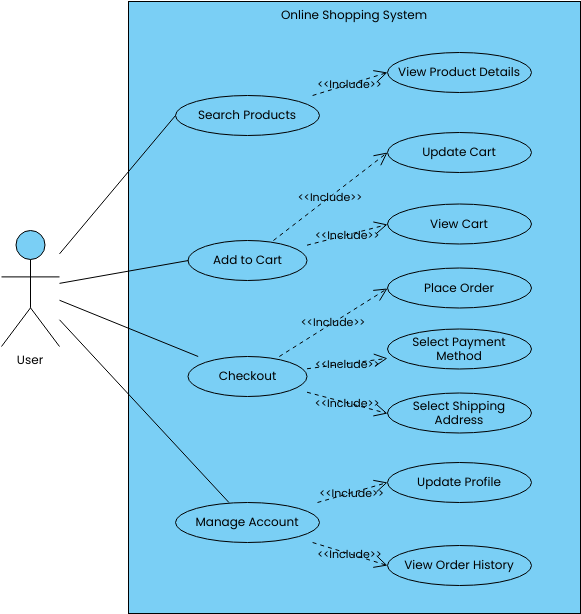 Online Shopping System
View Product Details
<<Include>>
Search Products
Update Cart
<<Include>>
View Cart
<<Include>>
Add to Cart
Place Order
<<Include>>
Select Payment
Method
<<Include>>
Checkout
<<Include>>
Select Shipping
Address
User
Update Profile
<<Include>>
Manage Account
<<Include>>
View Order History